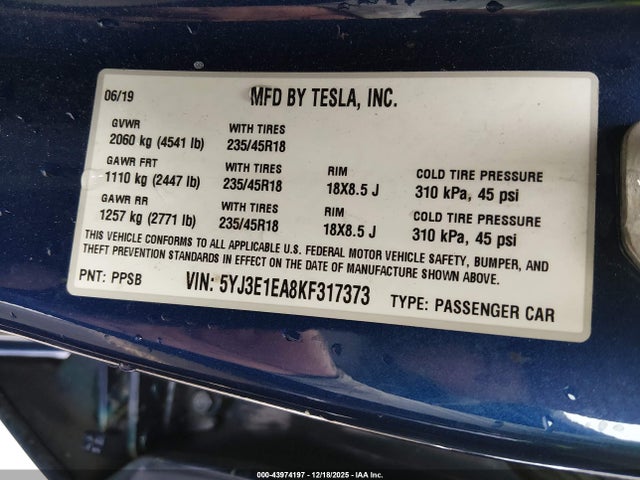 06/19 MFD BY TESLA, INC.
GVWR WITH TIRES
2060 kg (4541 lb) 235/45R18
GAWR FRT WITH TIRES RIM COLD TIRE PRESSURE
1110 kg (2447 lb) 235/45R18 18X8.5 J 310 kPa, 45 psi
GAWR RR WITH TIRES RIM COLD TIRE PRESSURE
1257 kg (2771 lb) 235/45R18 18X8.5 J 310 kPa, 45 psi
THIS VEHICLE CONFORMS TO ALL APPLICABLE U.S. FEDERAL MOTOR VEHICLE SAFETY, BUMPER, AND
THEFT PREVENTION STANDARDS IN EFFECT ON THE DATE OF MANUFACTURE SHOWN ABOVE.
PNT: PPSB VIN: 5YJ3E1EA8KF317373 TYPE: PASSENGER CAR
000-43974197 - 12/18/2025 - IAA Inc.